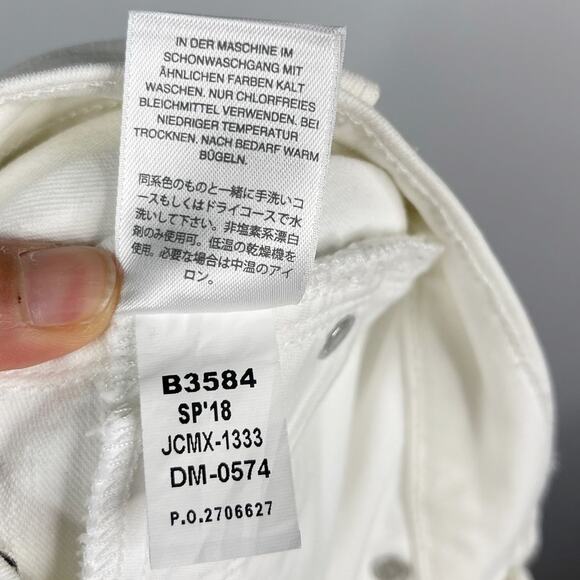 IN DER MASCHINE IM
SCHONWASCHGANG MIT
ÄHNLICHEN FARBEN KALT
WASCHEN. NUR CHLORFREIES
BLEICHMITTEL VERWENDEN. BEI
NIEDRIGER TEMPERATUR
TROCKNEN. NACH BEDARF WARM
BÜGELN.
同系色のものと一緒に手洗いコ
ースもしくはドライコースで水
洗いして下さい。非塩素系漂白
剤のみ使用可。低温の乾燥機を
使用。必要な場合は中温のアイ
ロン。
B3584
SP'18
JCMX-1333
DM-0574
P.O.2706627